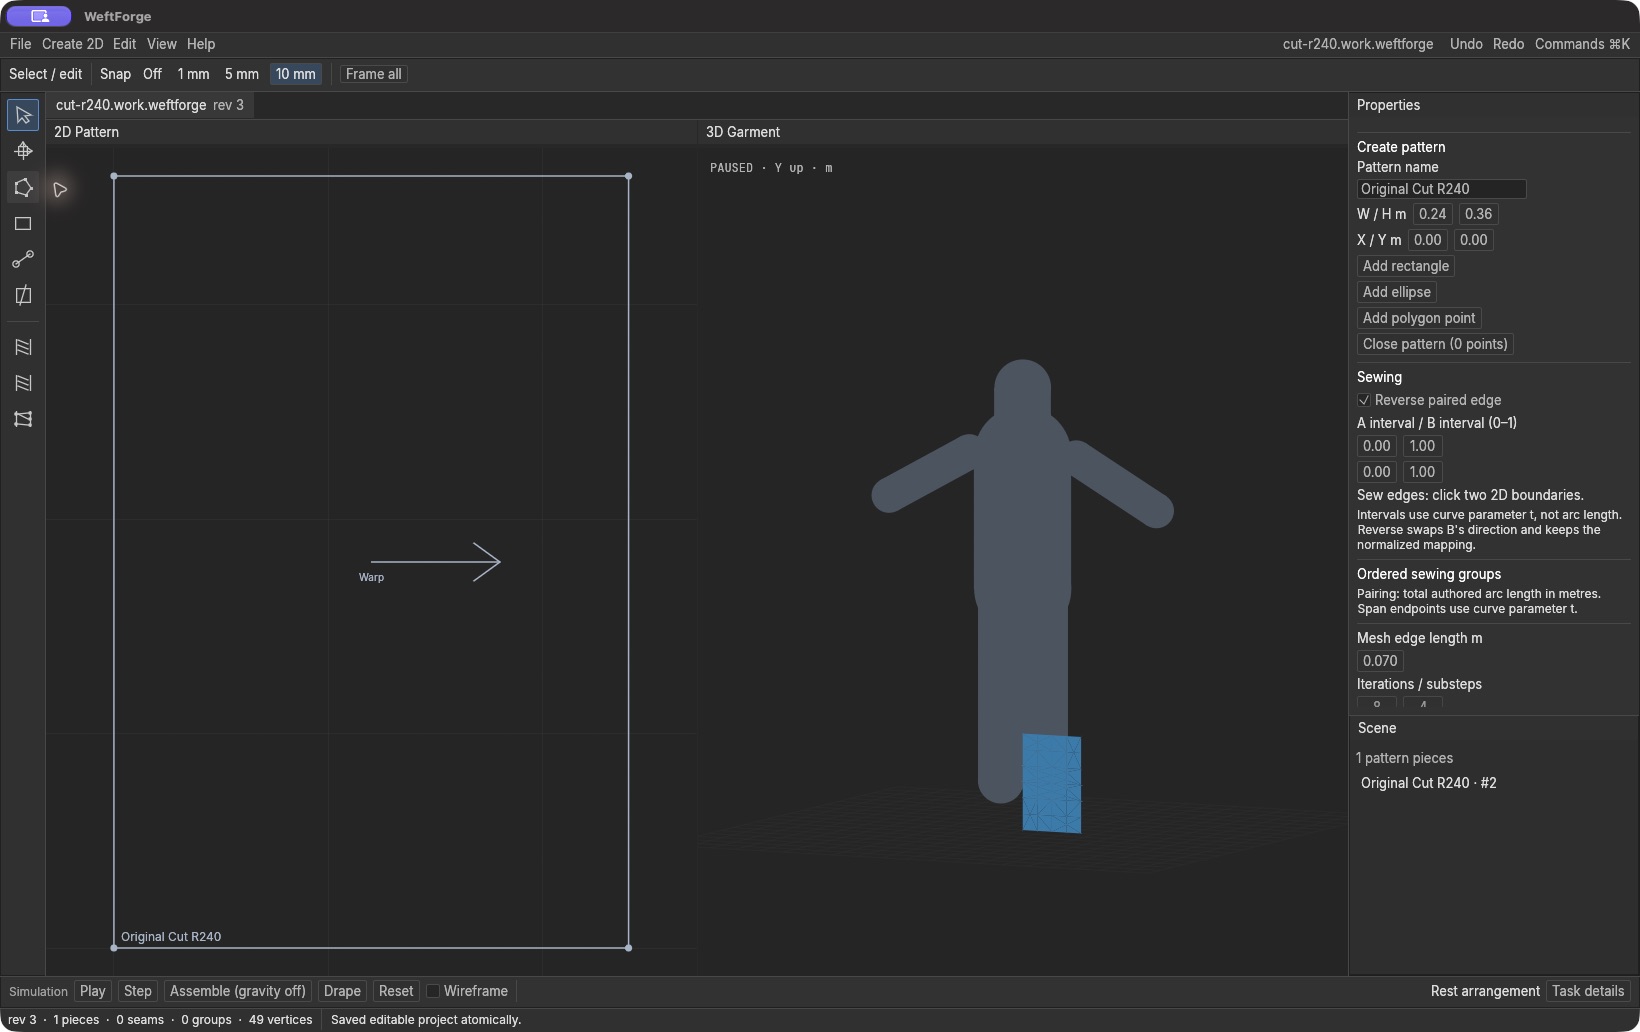 WeftForge
File Create 2D Edit View Help
cut-r240.work.weftforge Undo Redo Commands ⌘K
Select / edit Snap Off 1 mm 5 mm 10 mm Frame all
cut-r240.work.weftforge rev 3
2D Pattern
Warp
Original Cut R240
3D Garment
PAUSED · Y up · m
Properties
Create pattern
Pattern name
Original Cut R240
W / H m 0.24 0.36
X / Y m 0.00 0.00
Add rectangle
Add ellipse
Add polygon point
Close pattern (0 points)
Sewing
Reverse paired edge
A interval / B interval (0–1)
0.00 1.00
0.00 1.00
Sew edges: click two 2D boundaries.
Intervals use curve parameter t, not arc length.
Reverse swaps B's direction and keeps the
normalized mapping.
Ordered sewing groups
Pairing: total authored arc length in metres.
Span endpoints use curve parameter t.
Mesh edge length m
0.070
Iterations / substeps
Scene
1 pattern pieces
Original Cut R240 · #2
Simulation Play Step Assemble (gravity off) Drape Reset Wireframe
Rest arrangement Task details
rev 3 · 1 pieces · 0 seams · 0 groups · 49 vertices Saved editable project atomically.